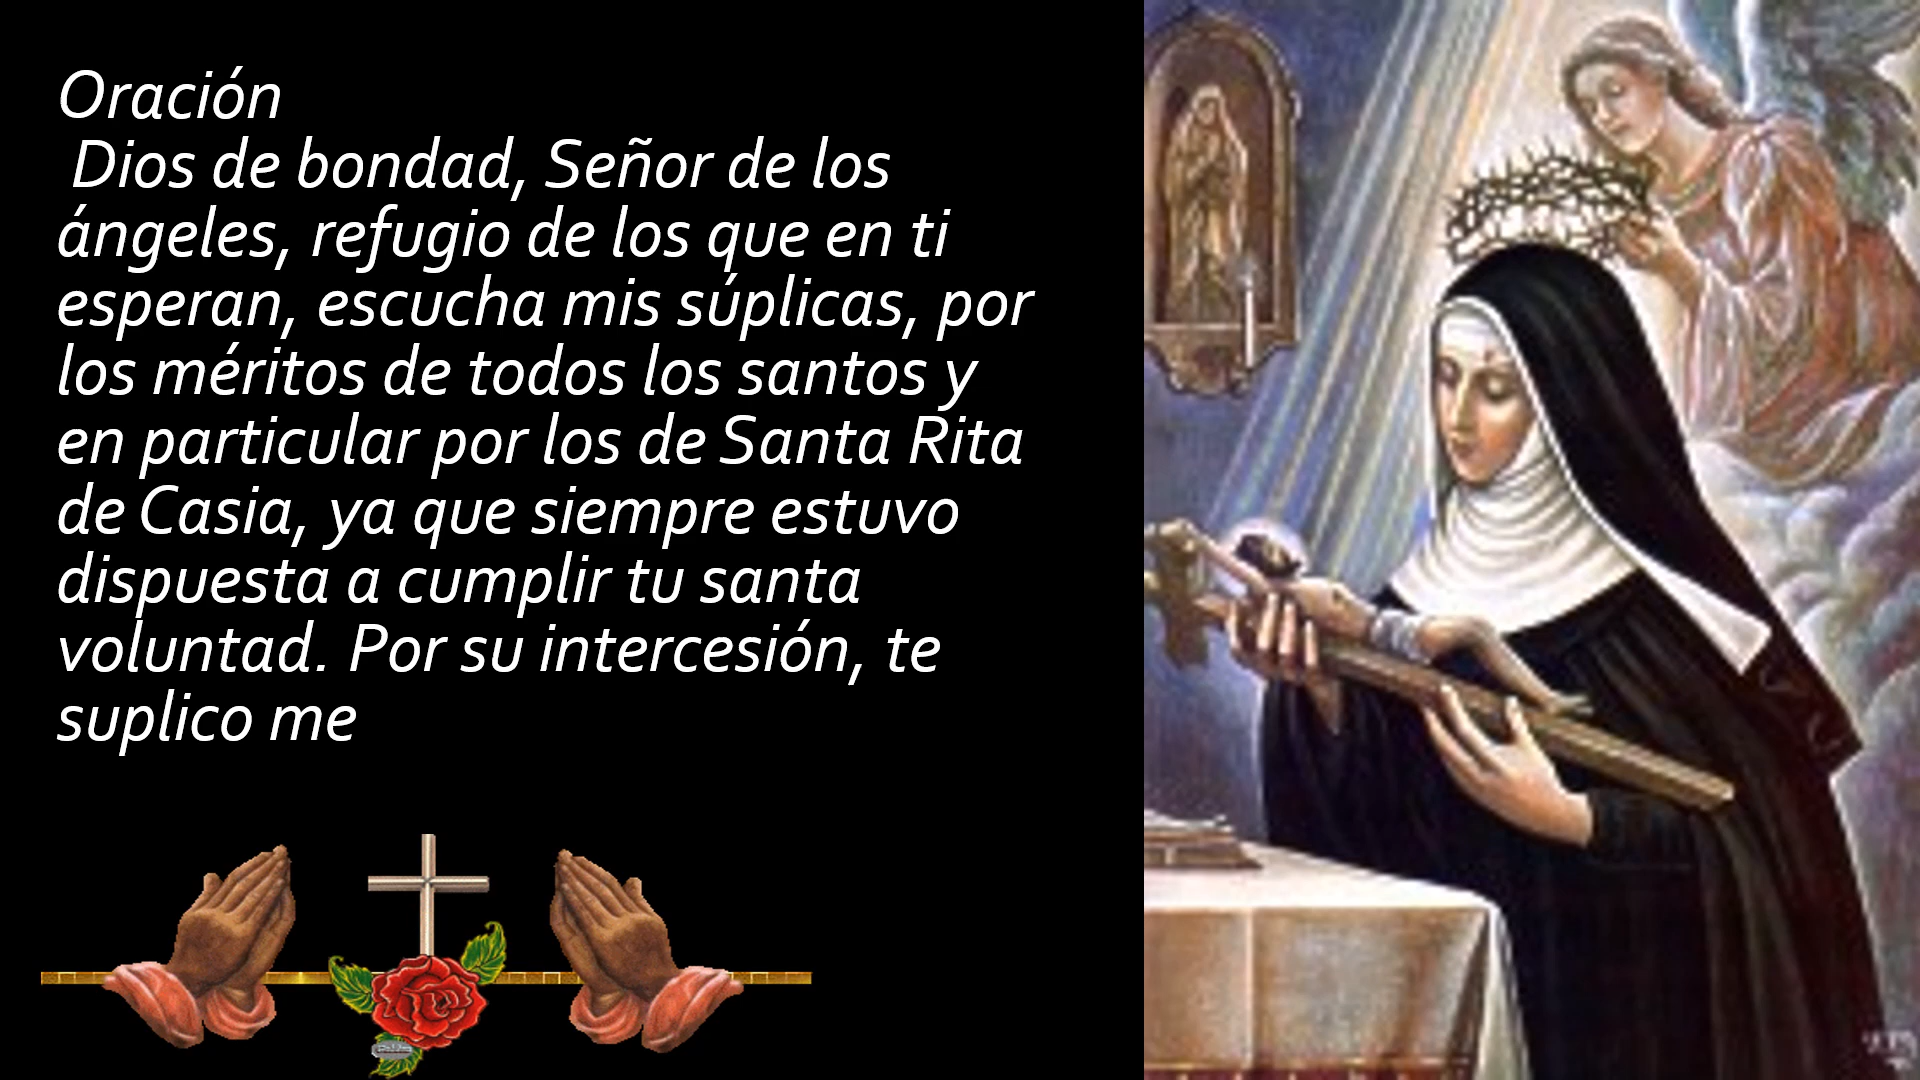 Oración
Dios de bondad, Señor de los
ángeles, refugio de los que en ti
esperan, escucha mis súplicas, por
los méritos de todos los santos y
en particular por los de Santa Rita
de Casia, ya que siempre estuvo
dispuesta a cumplir tu santa
voluntad. Por su intercesión, te
suplico me